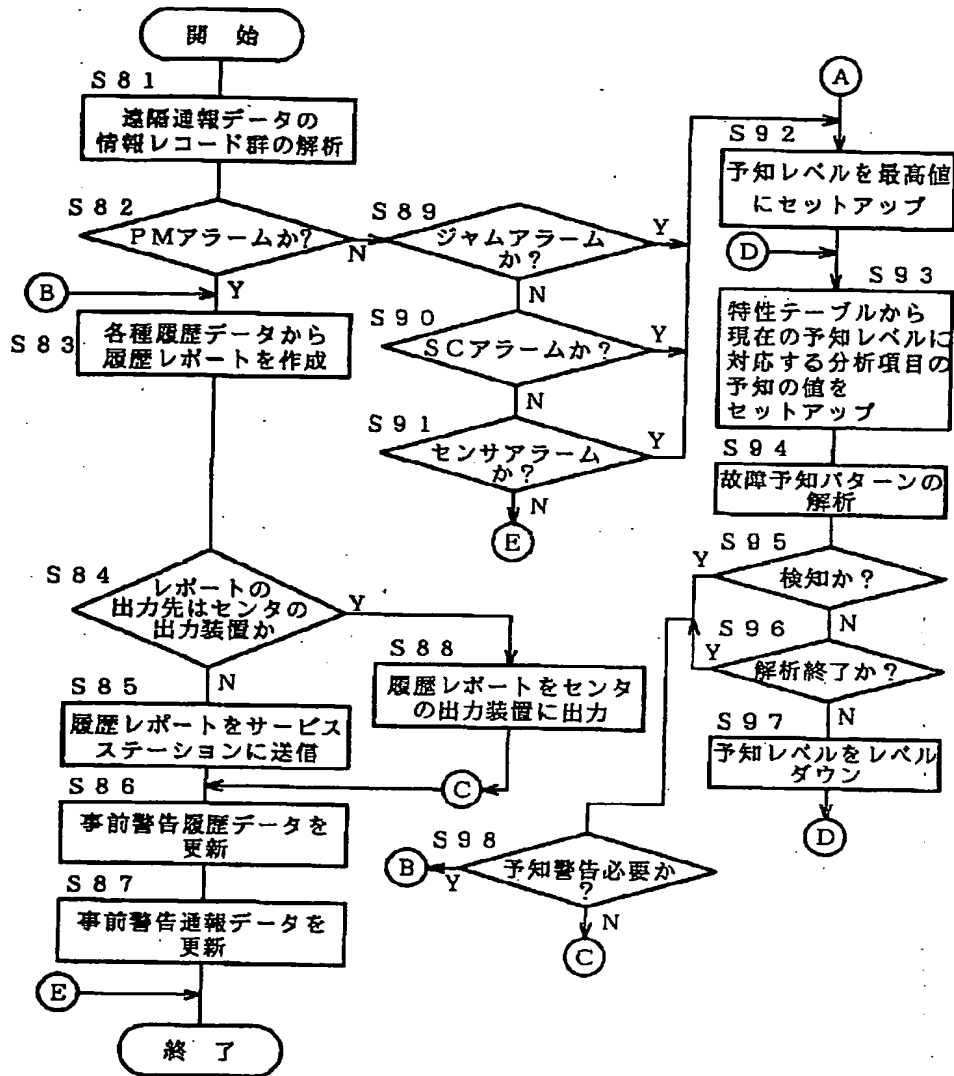 開 始
S81
遠隔通報データの
情報レコード群の解析
S82
PMアラームか?
N
Y
B
S83
各種履歴データから
履歴レポートを作成
S84
レポートの
出力先はセンタの
出力装置か
Y
N
S85
履歴レポートをサービス
ステーションに送信
S88
履歴レポートをセンタ
の出力装置に出力
C
S86
事前警告履歴データを
更新
S87
事前警告通報データを
更新
E
終 了
S89
ジャムアラーム
か?
Y
N
S90
SCアラームか?
Y
N
S91
センサアラーム
か?
Y
N
E
A
S92
予知レベルを最高値
にセットアップ
D
S93
特性テーブルから
現在の予知レベルに
対応する分析項目の
予知の値を
セットアップ
S94
故障予知パターンの
解析
S95
検知か?
Y
N
S96
解析終了か?
Y
N
S97
予知レベルをレベル
ダウン
D
S98
予知警告必要か
?
B
Y
N
C